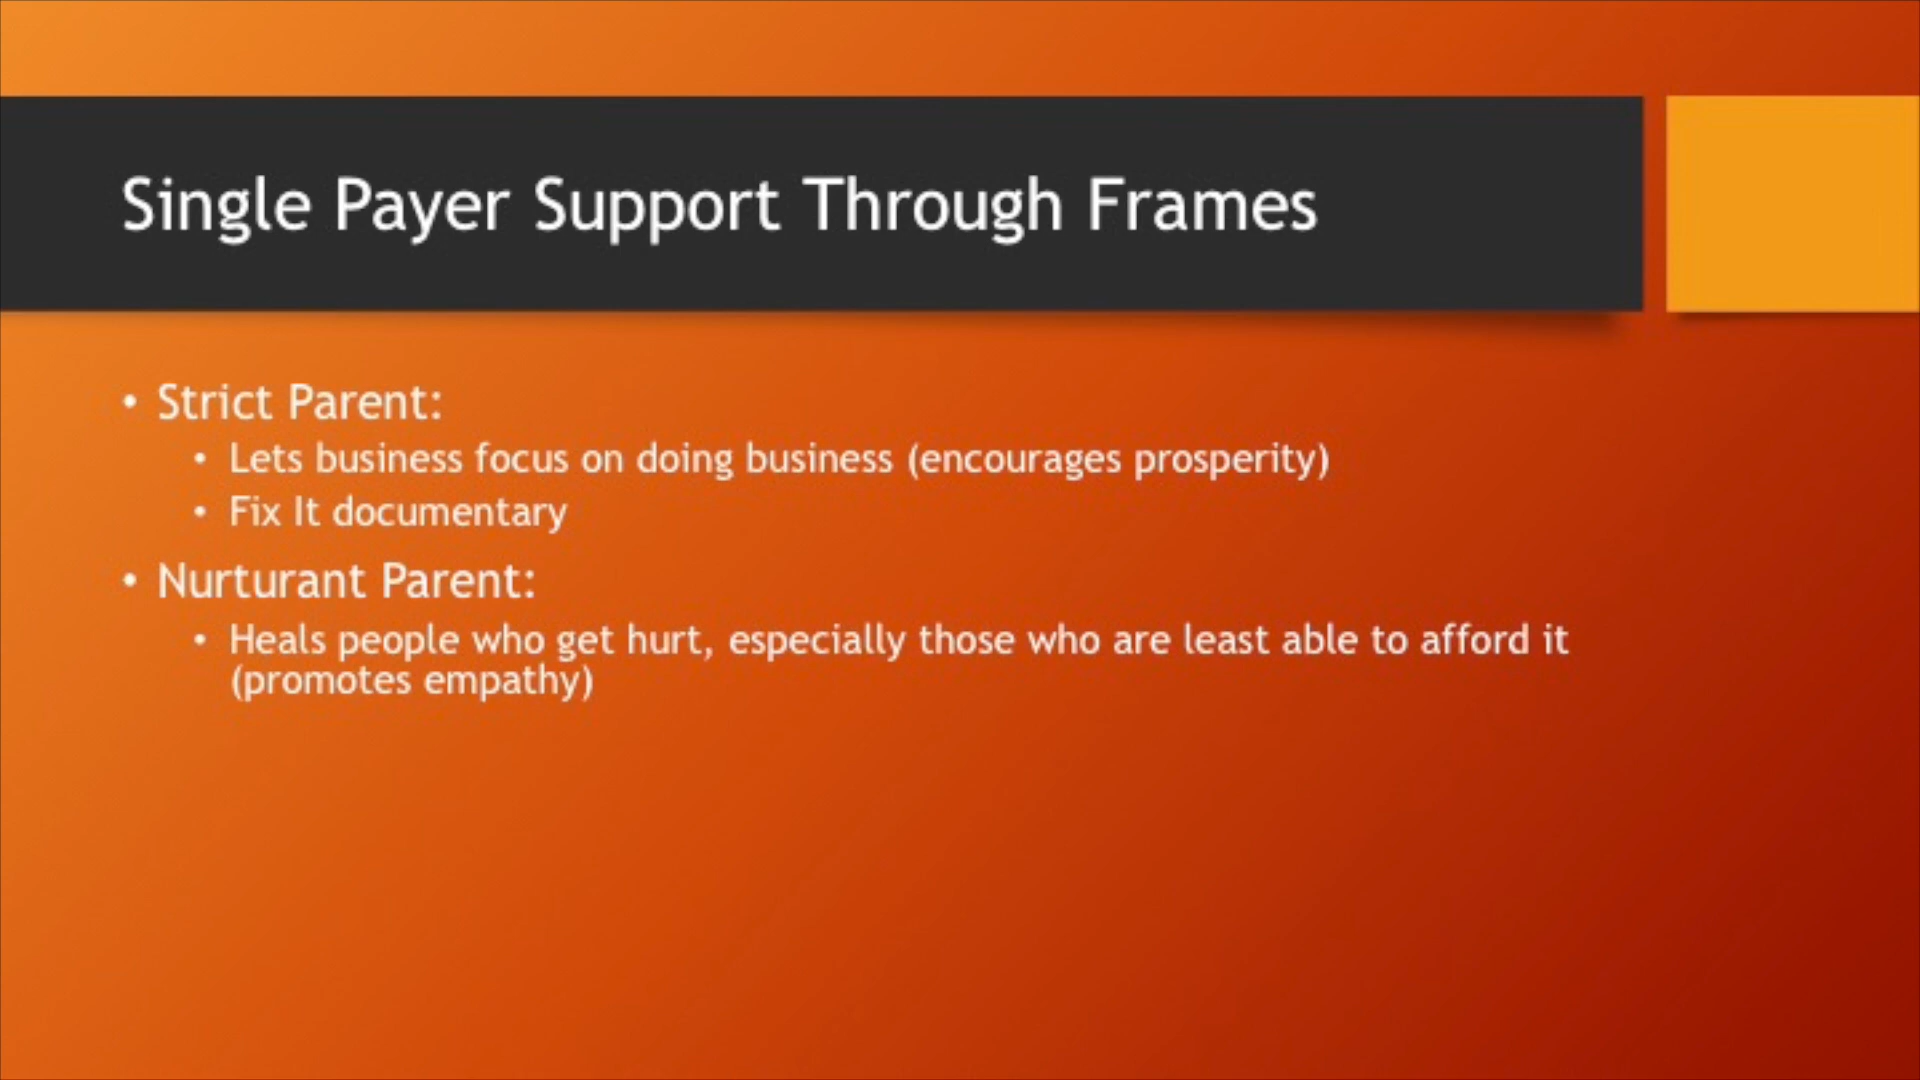 Single Payer Support Through Frames
• Strict Parent:
• Lets business focus on doing business (encourages prosperity)
• Fix It documentary
• Nurturant Parent:
• Heals people who get hurt, especially those who are least able to afford it
(promotes empathy)